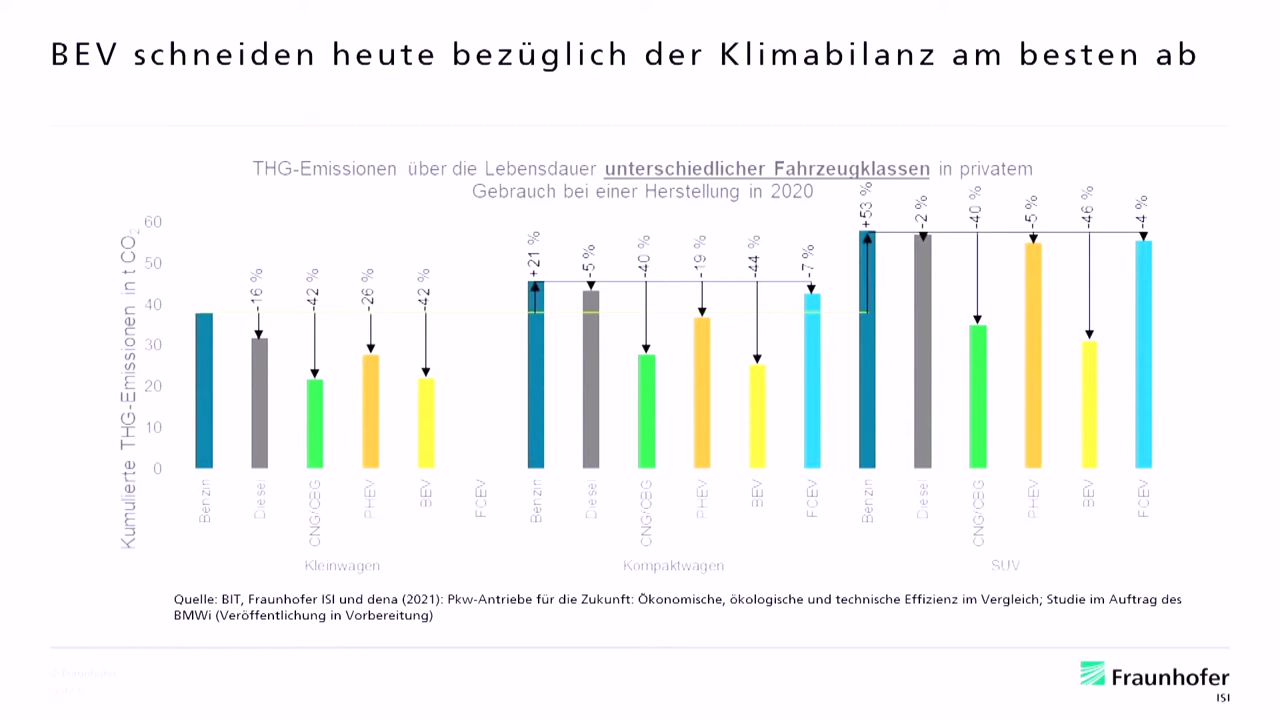 BEV schneiden heute bezüglich der Klimabilanz am besten ab
THG-Emissionen über die Lebensdauer unterschiedlicher Fahrzeugklassen in privatem
Gebrauch bei einer Herstellung in 2020
Kumulierte THG-Emissionen in t CO2
60
50
40
30
20
10
0
-16 %
-42 %
-26 %
-42 %
+21 %
-5 %
-40 %
-19 %
-44 %
-7 %
+53 %
-2 %
-40 %
-5 %
-46 %
-4 %
Benzin
Diesel
CNG/CBG
PHEV
BEV
FCEV
Benzin
Diesel
CNG/CBG
PHEV
BEV
FCEV
Benzin
Diesel
CNG/CBG
PHEV
BEV
FCEV
Kleinwagen
Kompaktwagen
SUV
Quelle: BIT, Fraunhofer ISI und dena (2021): Pkw-Antriebe für die Zukunft: Ökonomische, ökologische und technische Effizienz im Vergleich; Studie im Auftrag des
BMWi (Veröffentlichung in Vorbereitung)
© Fraunhofer
Fraunhofer
ISI